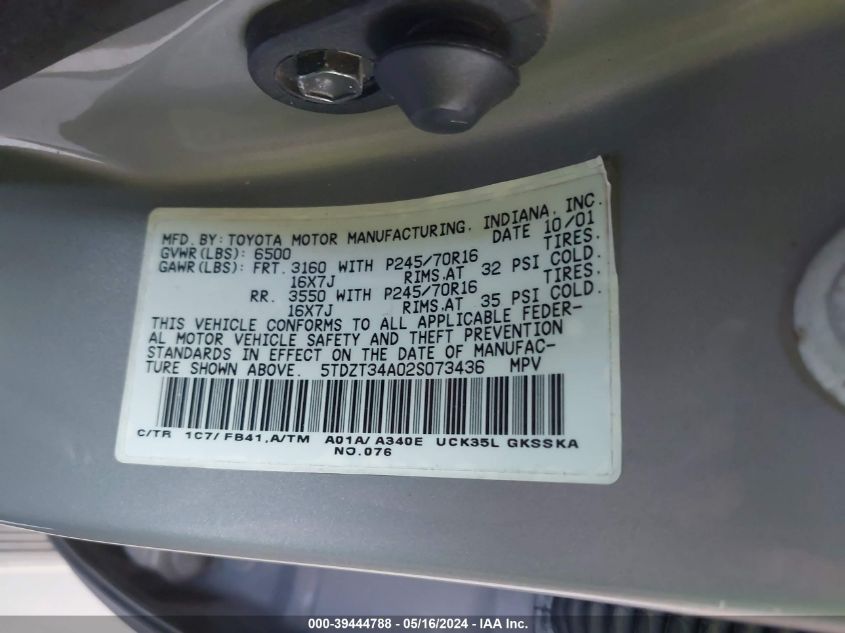 MFD. BY: TOYOTA MOTOR MANUFACTURING, INDIANA, INC.
GVWR(LBS): 6500 DATE 10/01
GAWR(LBS): FRT. 3160 WITH P245/70R16 TIRES.
16X7J RIMS.AT 32 PSI COLD.
RR. 3550 WITH P245/70R16 TIRES.
16X7J RIMS.AT 35 PSI COLD.
THIS VEHICLE CONFORMS TO ALL APPLICABLE FEDER-
AL MOTOR VEHICLE SAFETY AND THEFT PREVENTION
STANDARDS IN EFFECT ON THE DATE OF MANUFAC-
TURE SHOWN ABOVE. 5TDZT34A02S073436 MPV
C/TR 1C7/ FB41,A/TM A01A/ A340E UCK35L GKSSKA
NO.076
000-39444788 - 05/16/2024 - IAA Inc.